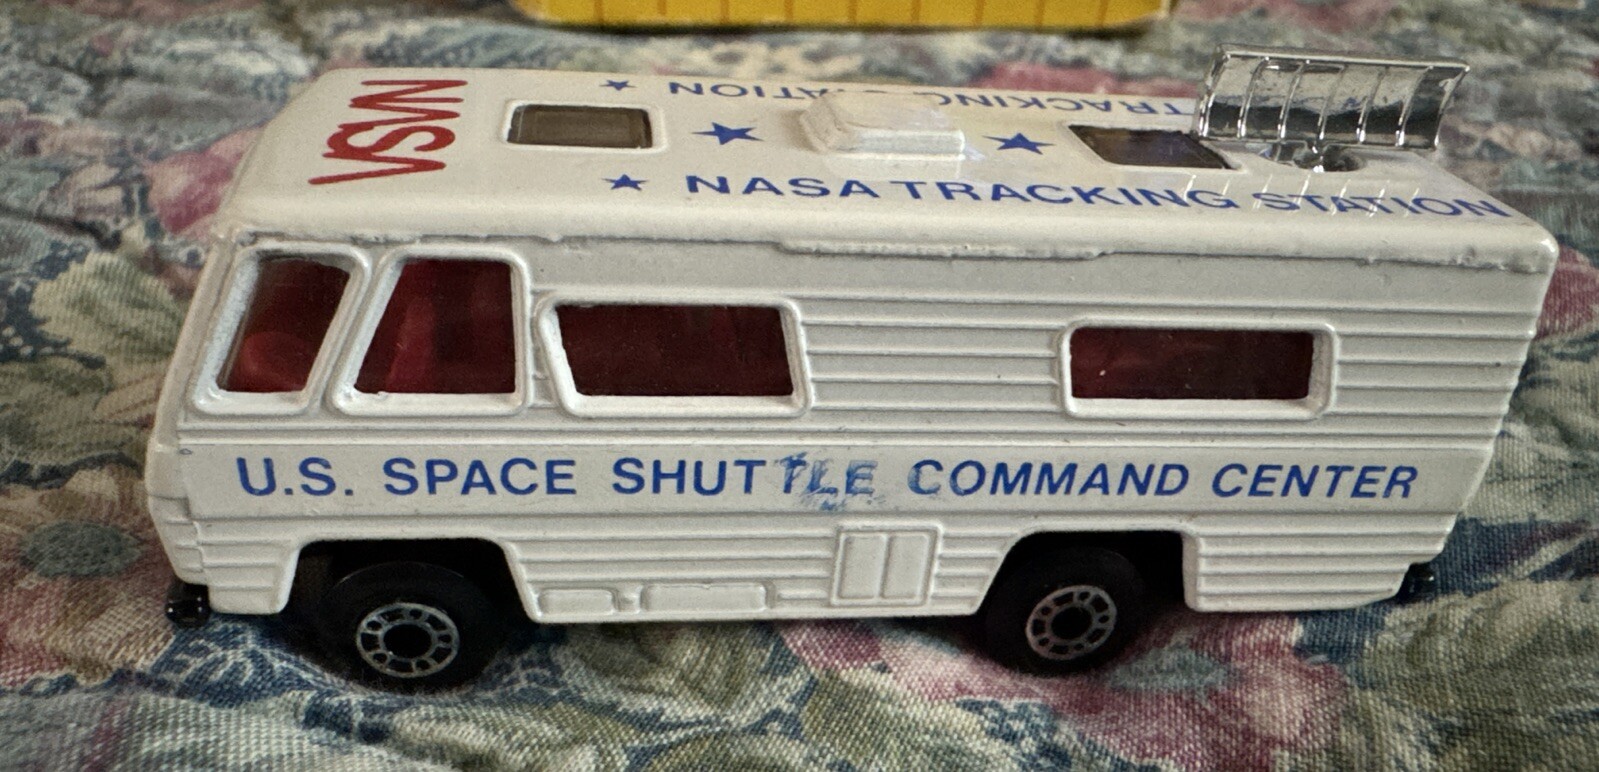 NASA
★ NASA TRACKING STATION
★ NASA TRACKING STATION
U.S. SPACE SHUTTLE COMMAND CENTER